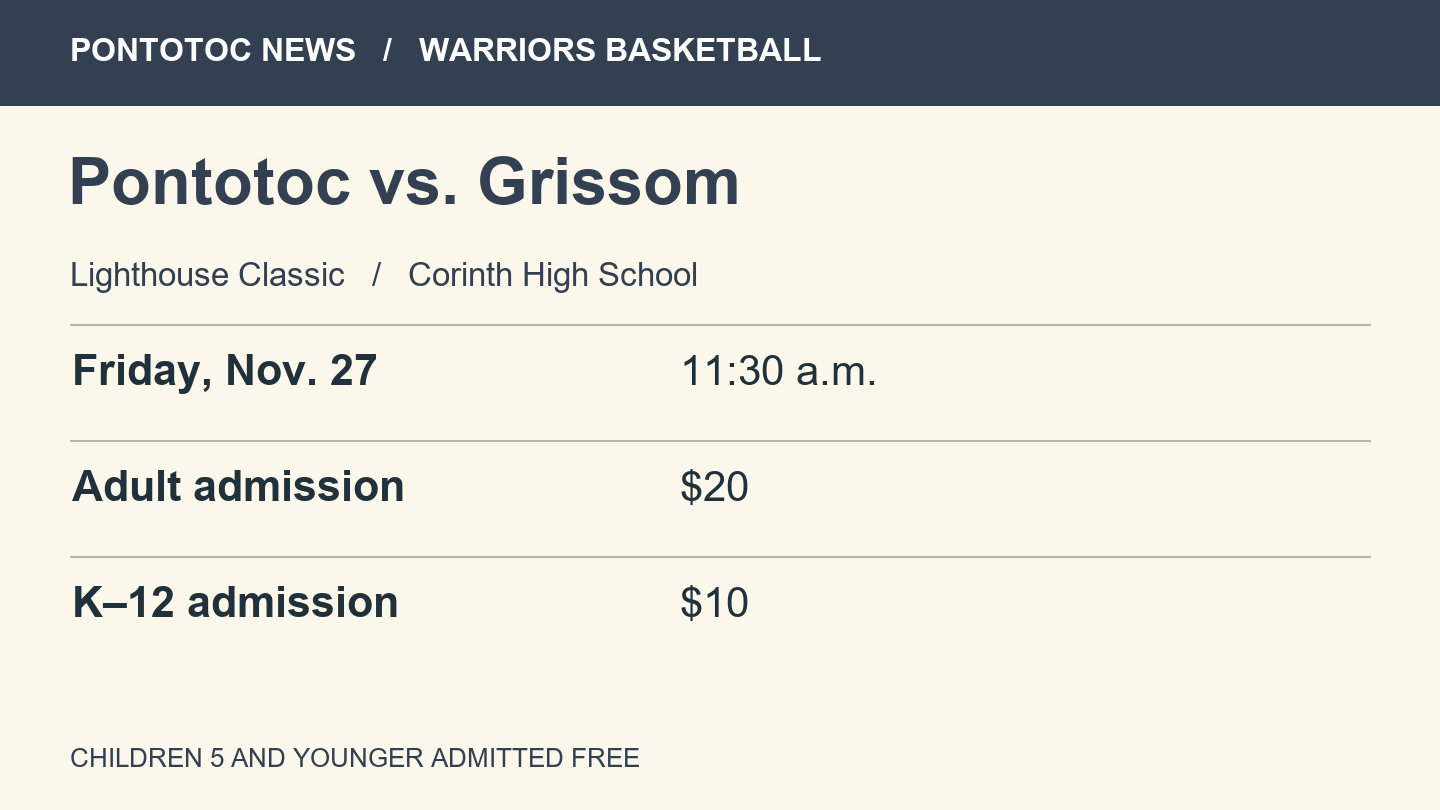 PONTOTOC NEWS / WARRIORS BASKETBALL
Pontotoc vs. Grissom
Lighthouse Classic / Corinth High School
Friday, Nov. 27 11:30 a.m.
Adult admission $20
K–12 admission $10
CHILDREN 5 AND YOUNGER ADMITTED FREE